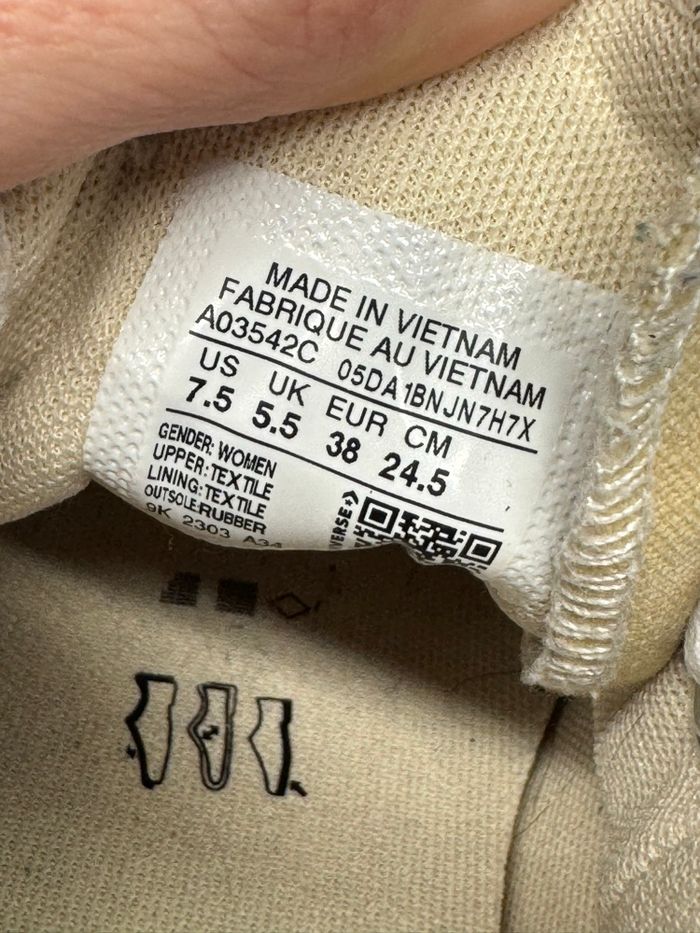 MADE IN VIETNAM
FABRIQUE AU VIETNAM
A03542C 05DA1BNJN7H7X
US UK EUR CM
7.5 5.5 38 24.5
GENDER: WOMEN
UPPER: TEXTILE
LINING: TEXTILE
OUTSOLE:RUBBER
9K 2303 A34